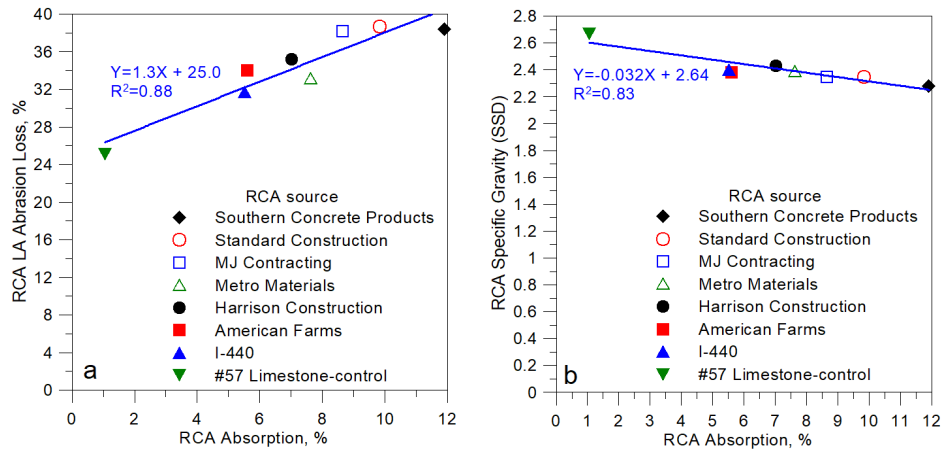 40
36
32
28
24
20
16
12
8
4
0
RCA LA Abrasion Loss, %
Y=1.3X + 25.0
R²=0.88
RCA source
Southern Concrete Products
Standard Construction
MJ Contracting
Metro Materials
Harrison Construction
American Farms
I-440
#57 Limestone-control
a
0 2 4 6 8 10 12
RCA Absorption, %
2.8
2.6
2.4
2.2
2
1.8
1.6
1.4
1.2
1
0.8
0.6
0.4
0.2
0
RCA Specific Gravity (SSD)
Y=-0.032X + 2.64
R²=0.83
RCA source
Southern Concrete Products
Standard Construction
MJ Contracting
Metro Materials
Harrison Construction
American Farms
I-440
#57 Limestone-control
b
0 1 2 3 4 5 6 7 8 9 10 11 12
RCA Absorption, %